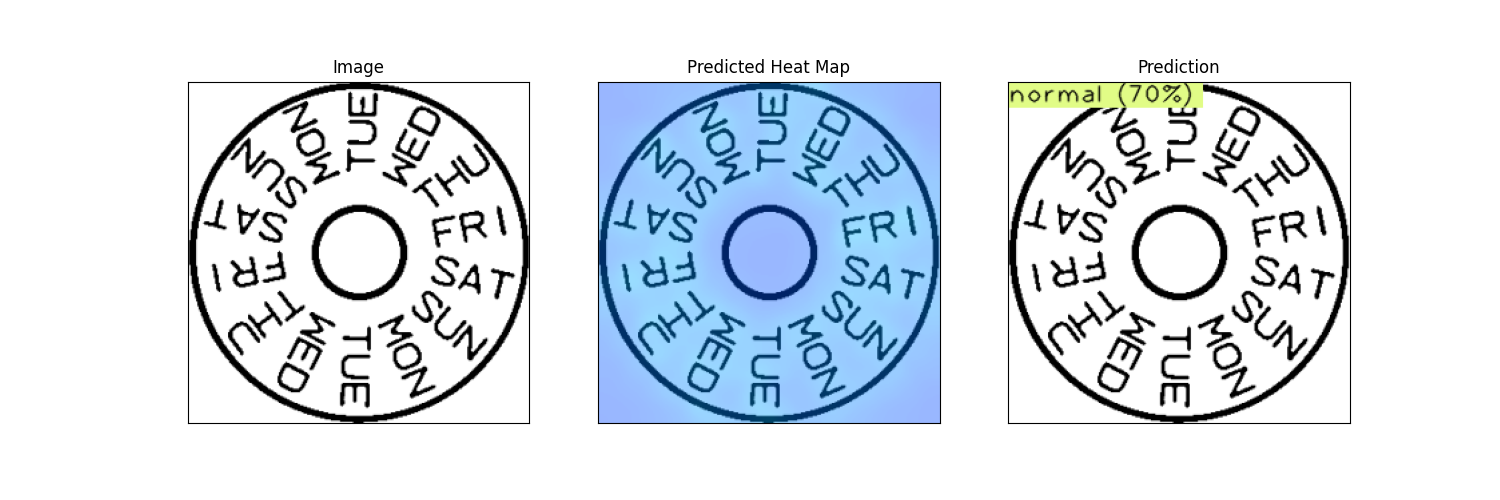 Image
TUE
WED
THU
FRI
SAT
SUN
MON
TUE
WED
THU
FRI
SAT
SUN
MON
Predicted Heat Map
TUE
WED
THU
FRI
SAT
SUN
MON
TUE
WED
THU
FRI
SAT
SUN
MON
Prediction
normal (70%)
TUE
WED
THU
FRI
SAT
SUN
MON
TUE
WED
THU
FRI
SAT
SUN
MON